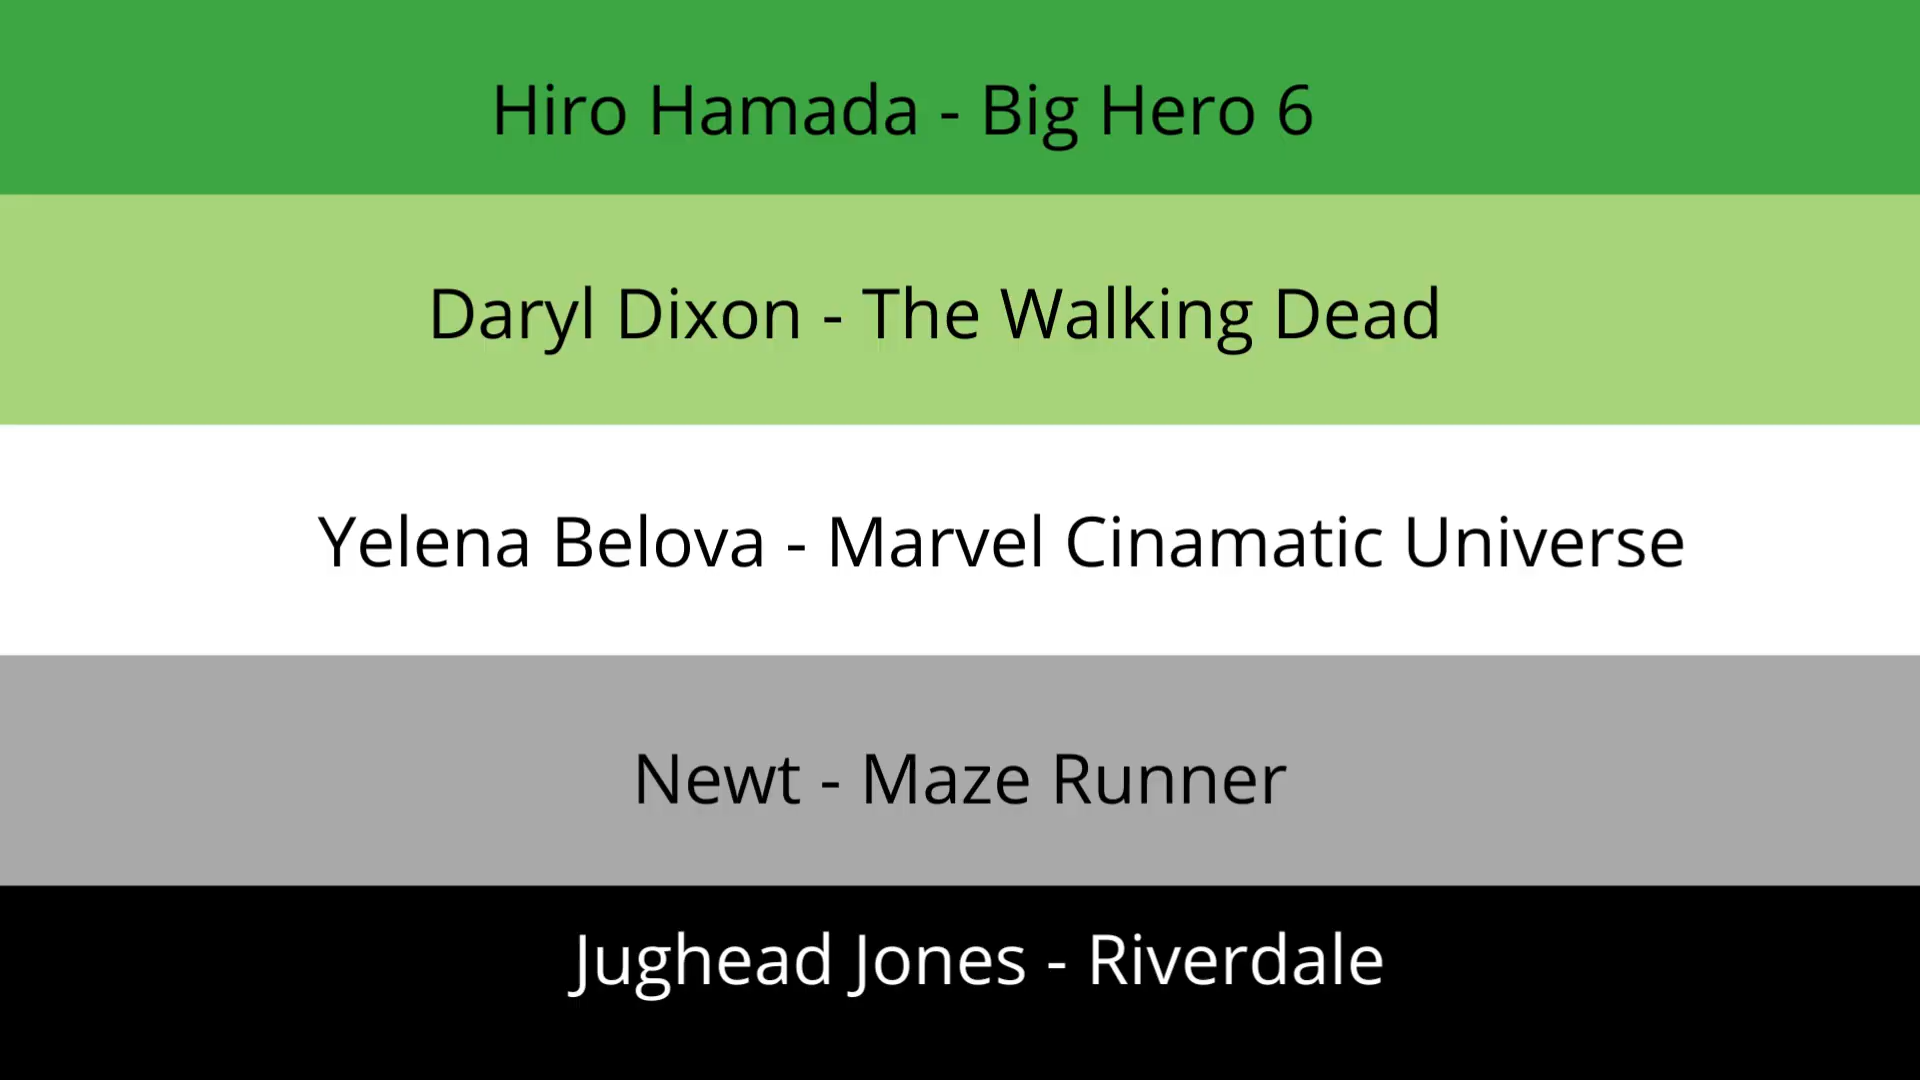 Hiro Hamada - Big Hero 6
Daryl Dixon - The Walking Dead
Yelena Belova - Marvel Cinamatic Universe
Newt - Maze Runner
Jughead Jones - Riverdale